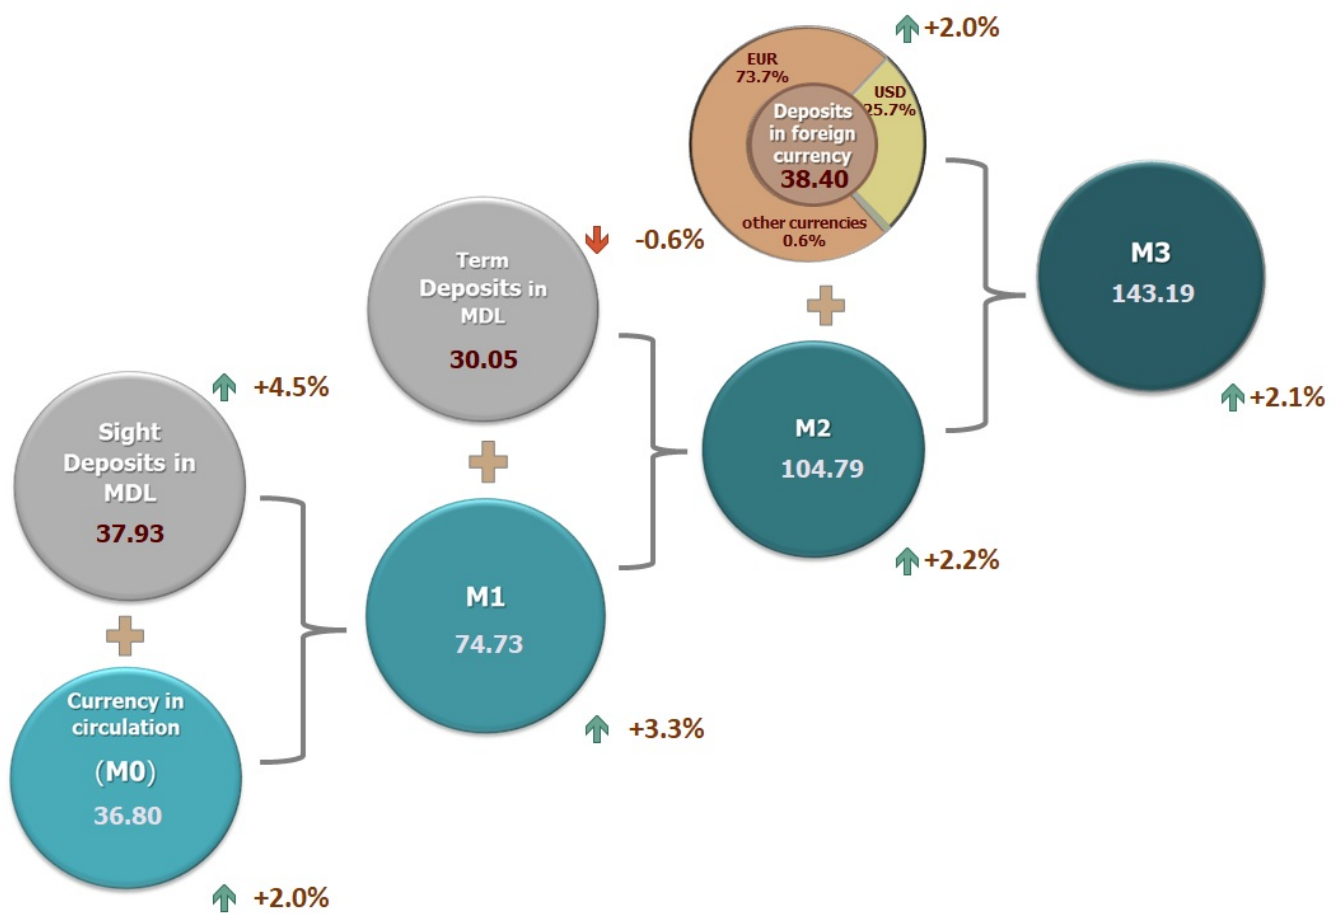 +2.0%
EUR
73.7%
USD
25.7%
Deposits
in foreign
currency
38.40
other currencies
0.6%
M3
143.19
+2.1%
-0.6%
Term
Deposits in
MDL
30.05
M2
104.79
+2.2%
+4.5%
Sight
Deposits in
MDL
37.93
M1
74.73
+3.3%
Currency in
circulation
(M0)
36.80
+2.0%